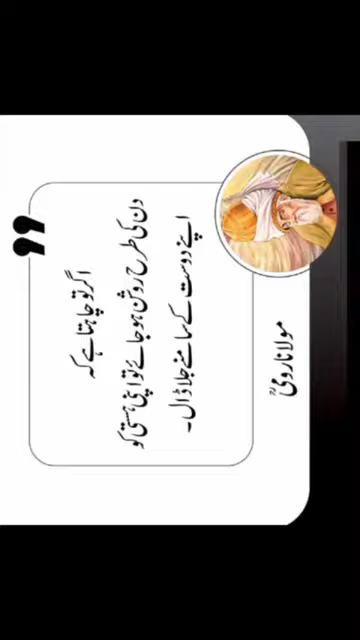 اگر تو چاہتا ہے کہ
دن کی طرح روشن ہو جائے تو اپنی ہستی کو
اپنے دوست کے سامنے جلا ڈال۔
مولانا رومیؒ